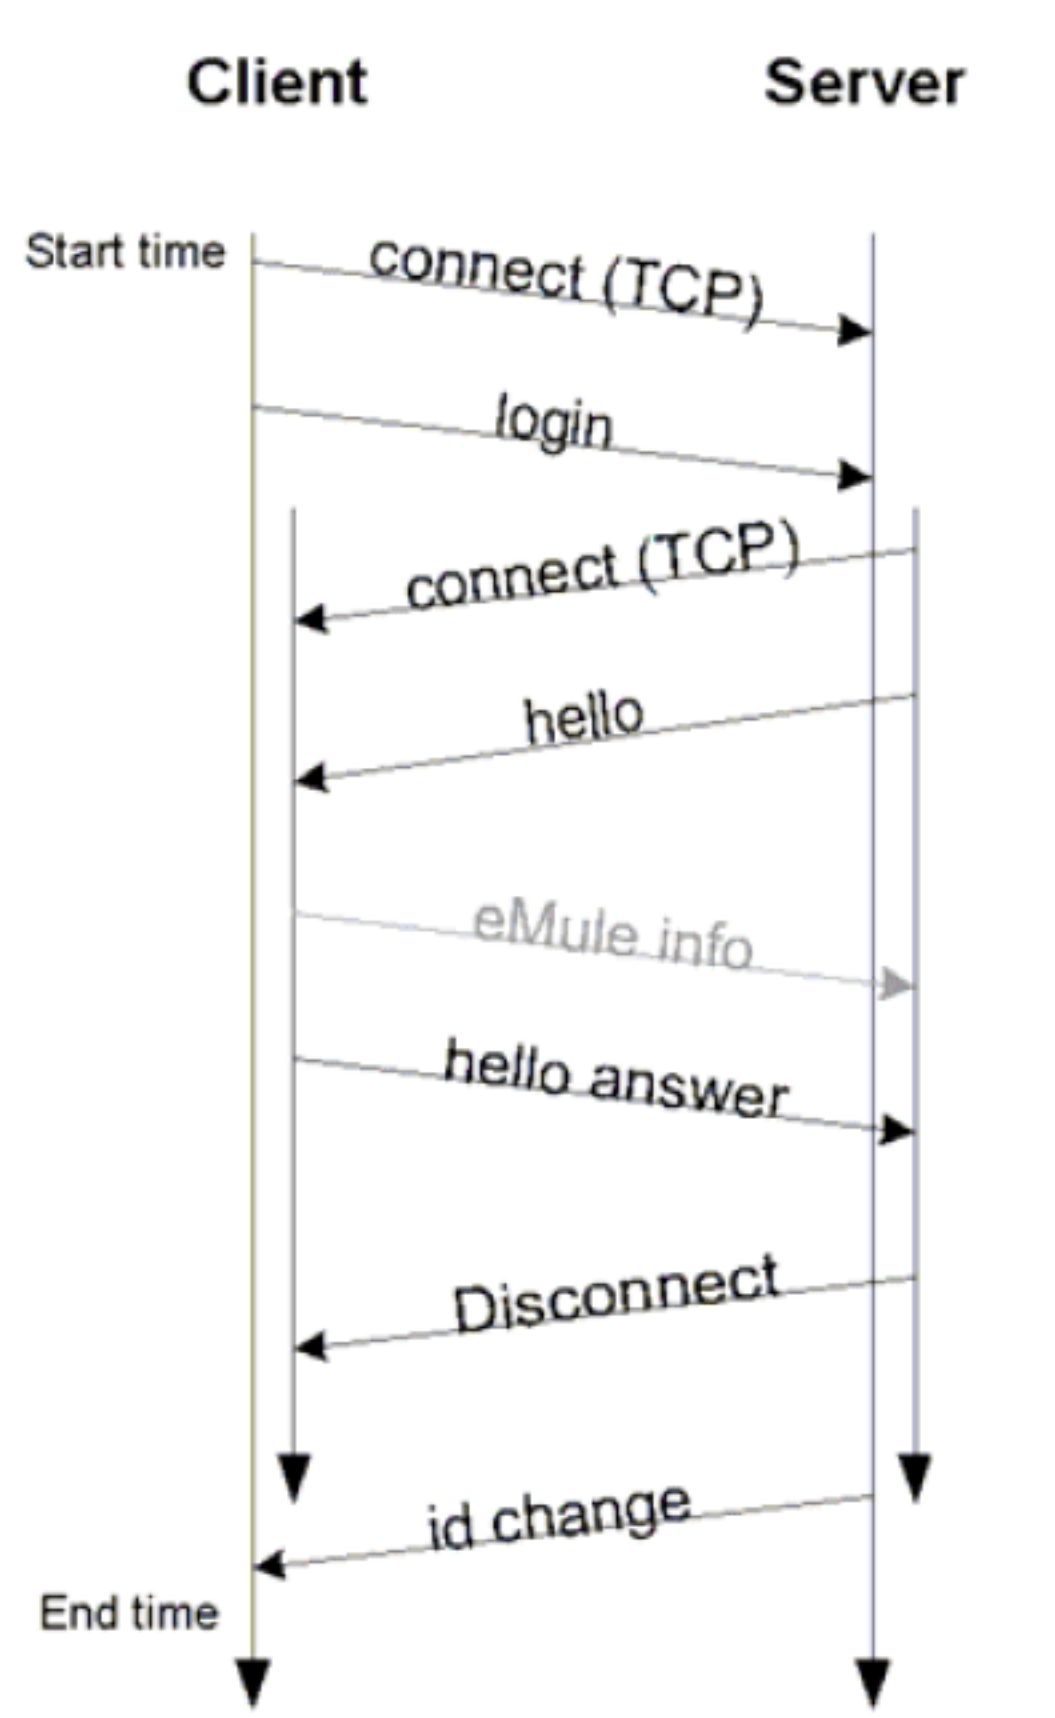 Client
Server
Start time
connect (TCP)
login
connect (TCP)
hello
eMule info
hello answer
Disconnect
id change
End time